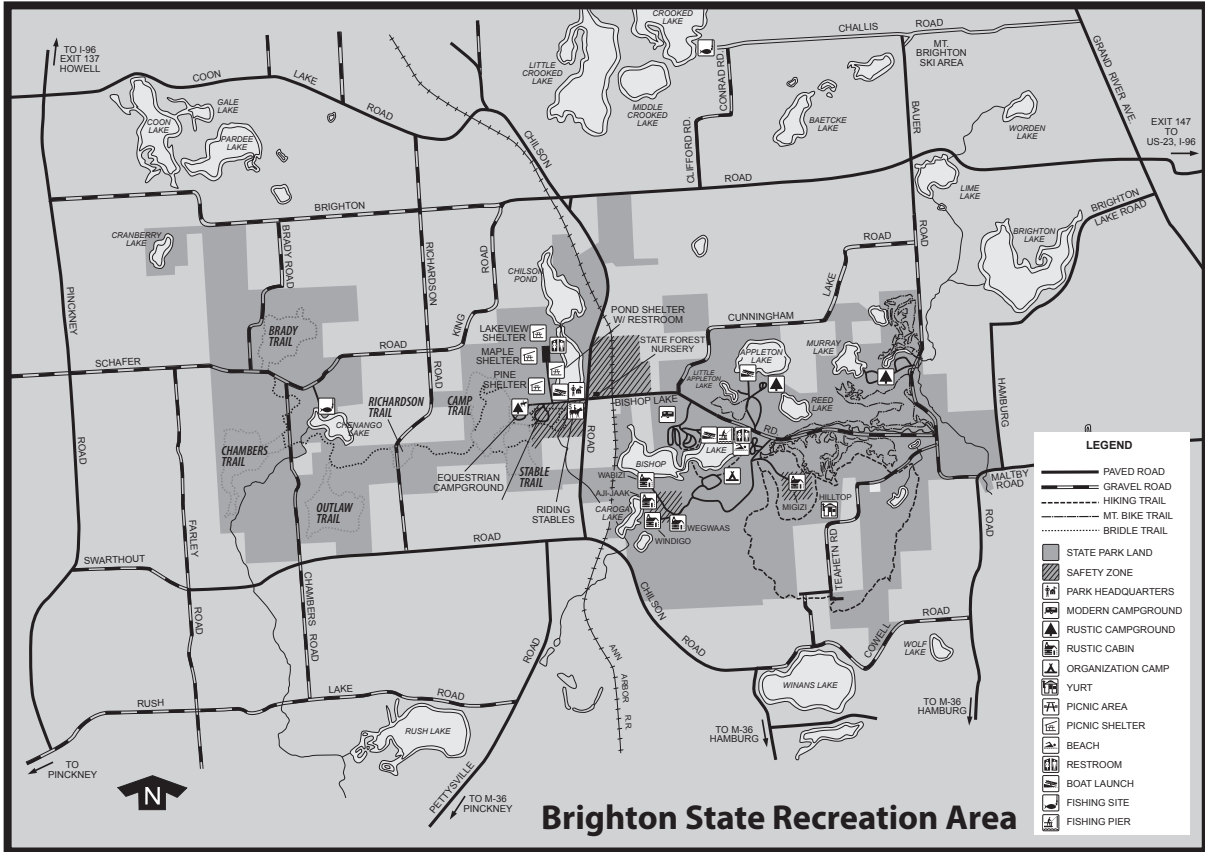 TO I-96
EXIT 137
HOWELL
COON
LAKE
ROAD
COON
LAKE
GALE
LAKE
PARDEE
LAKE
CROOKED
LAKE
LITTLE
CROOKED
LAKE
MIDDLE
CROOKED
LAKE
CHALLIS
ROAD
CONRAD RD.
CLIFFORD RD.
MT.
BRIGHTON
SKI AREA
GRAND RIVER AVE.
BAETCKE
LAKE
BAUER
ROAD
WORDEN
LAKE
EXIT 147
TO
US-23, I-96
CHILSON
ROAD
LIME
LAKE
BRIGHTON
LAKE ROAD
BRIGHTON
LAKE
BRIGHTON
CRANBERRY
LAKE
BRADY ROAD
RICHARDSON
ROAD
KING
ROAD
CHILSON
POND
LAKE
ROAD
CUNNINGHAM
PINCKNEY
ROAD
BRADY
TRAIL
SCHAFER
ROAD
LAKEVIEW
SHELTER
MAPLE
SHELTER
PINE
SHELTER
POND SHELTER
W/ RESTROOM
STATE FOREST
NURSERY
APPLETON
LAKE
LITTLE
APPLETON
LAKE
MURRAY
LAKE
REED
LAKE
BISHOP LAKE
RD
HAMBURG
ROAD
MALTBY
ROAD
CHENANGO
LAKE
RICHARDSON
TRAIL
CAMP
TRAIL
CHAMBERS
TRAIL
OUTLAW
TRAIL
EQUESTRIAN
CAMPGROUND
STABLE
TRAIL
RIDING
STABLES
ROAD
CAROGA
LAKE
BISHOP
LAKE
WABIZI
AJI-JAAK
WEGWAAS
WINDIGO
MIGIZI
HILLTOP
TEAHETN RD
FARLEY
ROAD
SWARTHOUT
ROAD
CHAMBERS
ROAD
CHILSON
ROAD
ROAD
COWELL
ROAD
WOLF
LAKE
WINANS LAKE
ANN
ARBOR
R.R.
RUSH
LAKE
ROAD
RUSH LAKE
TO
PINCKNEY
PETTYSVILLE
TO M-36
PINCKNEY
TO M-36
HAMBURG
TO M-36
HAMBURG
N
LEGEND
PAVED ROAD
GRAVEL ROAD
HIKING TRAIL
MT. BIKE TRAIL
BRIDLE TRAIL
STATE PARK LAND
SAFETY ZONE
PARK HEADQUARTERS
MODERN CAMPGROUND
RUSTIC CAMPGROUND
RUSTIC CABIN
ORGANIZATION CAMP
YURT
PICNIC AREA
PICNIC SHELTER
BEACH
RESTROOM
BOAT LAUNCH
FISHING SITE
FISHING PIER
Brighton State Recreation Area